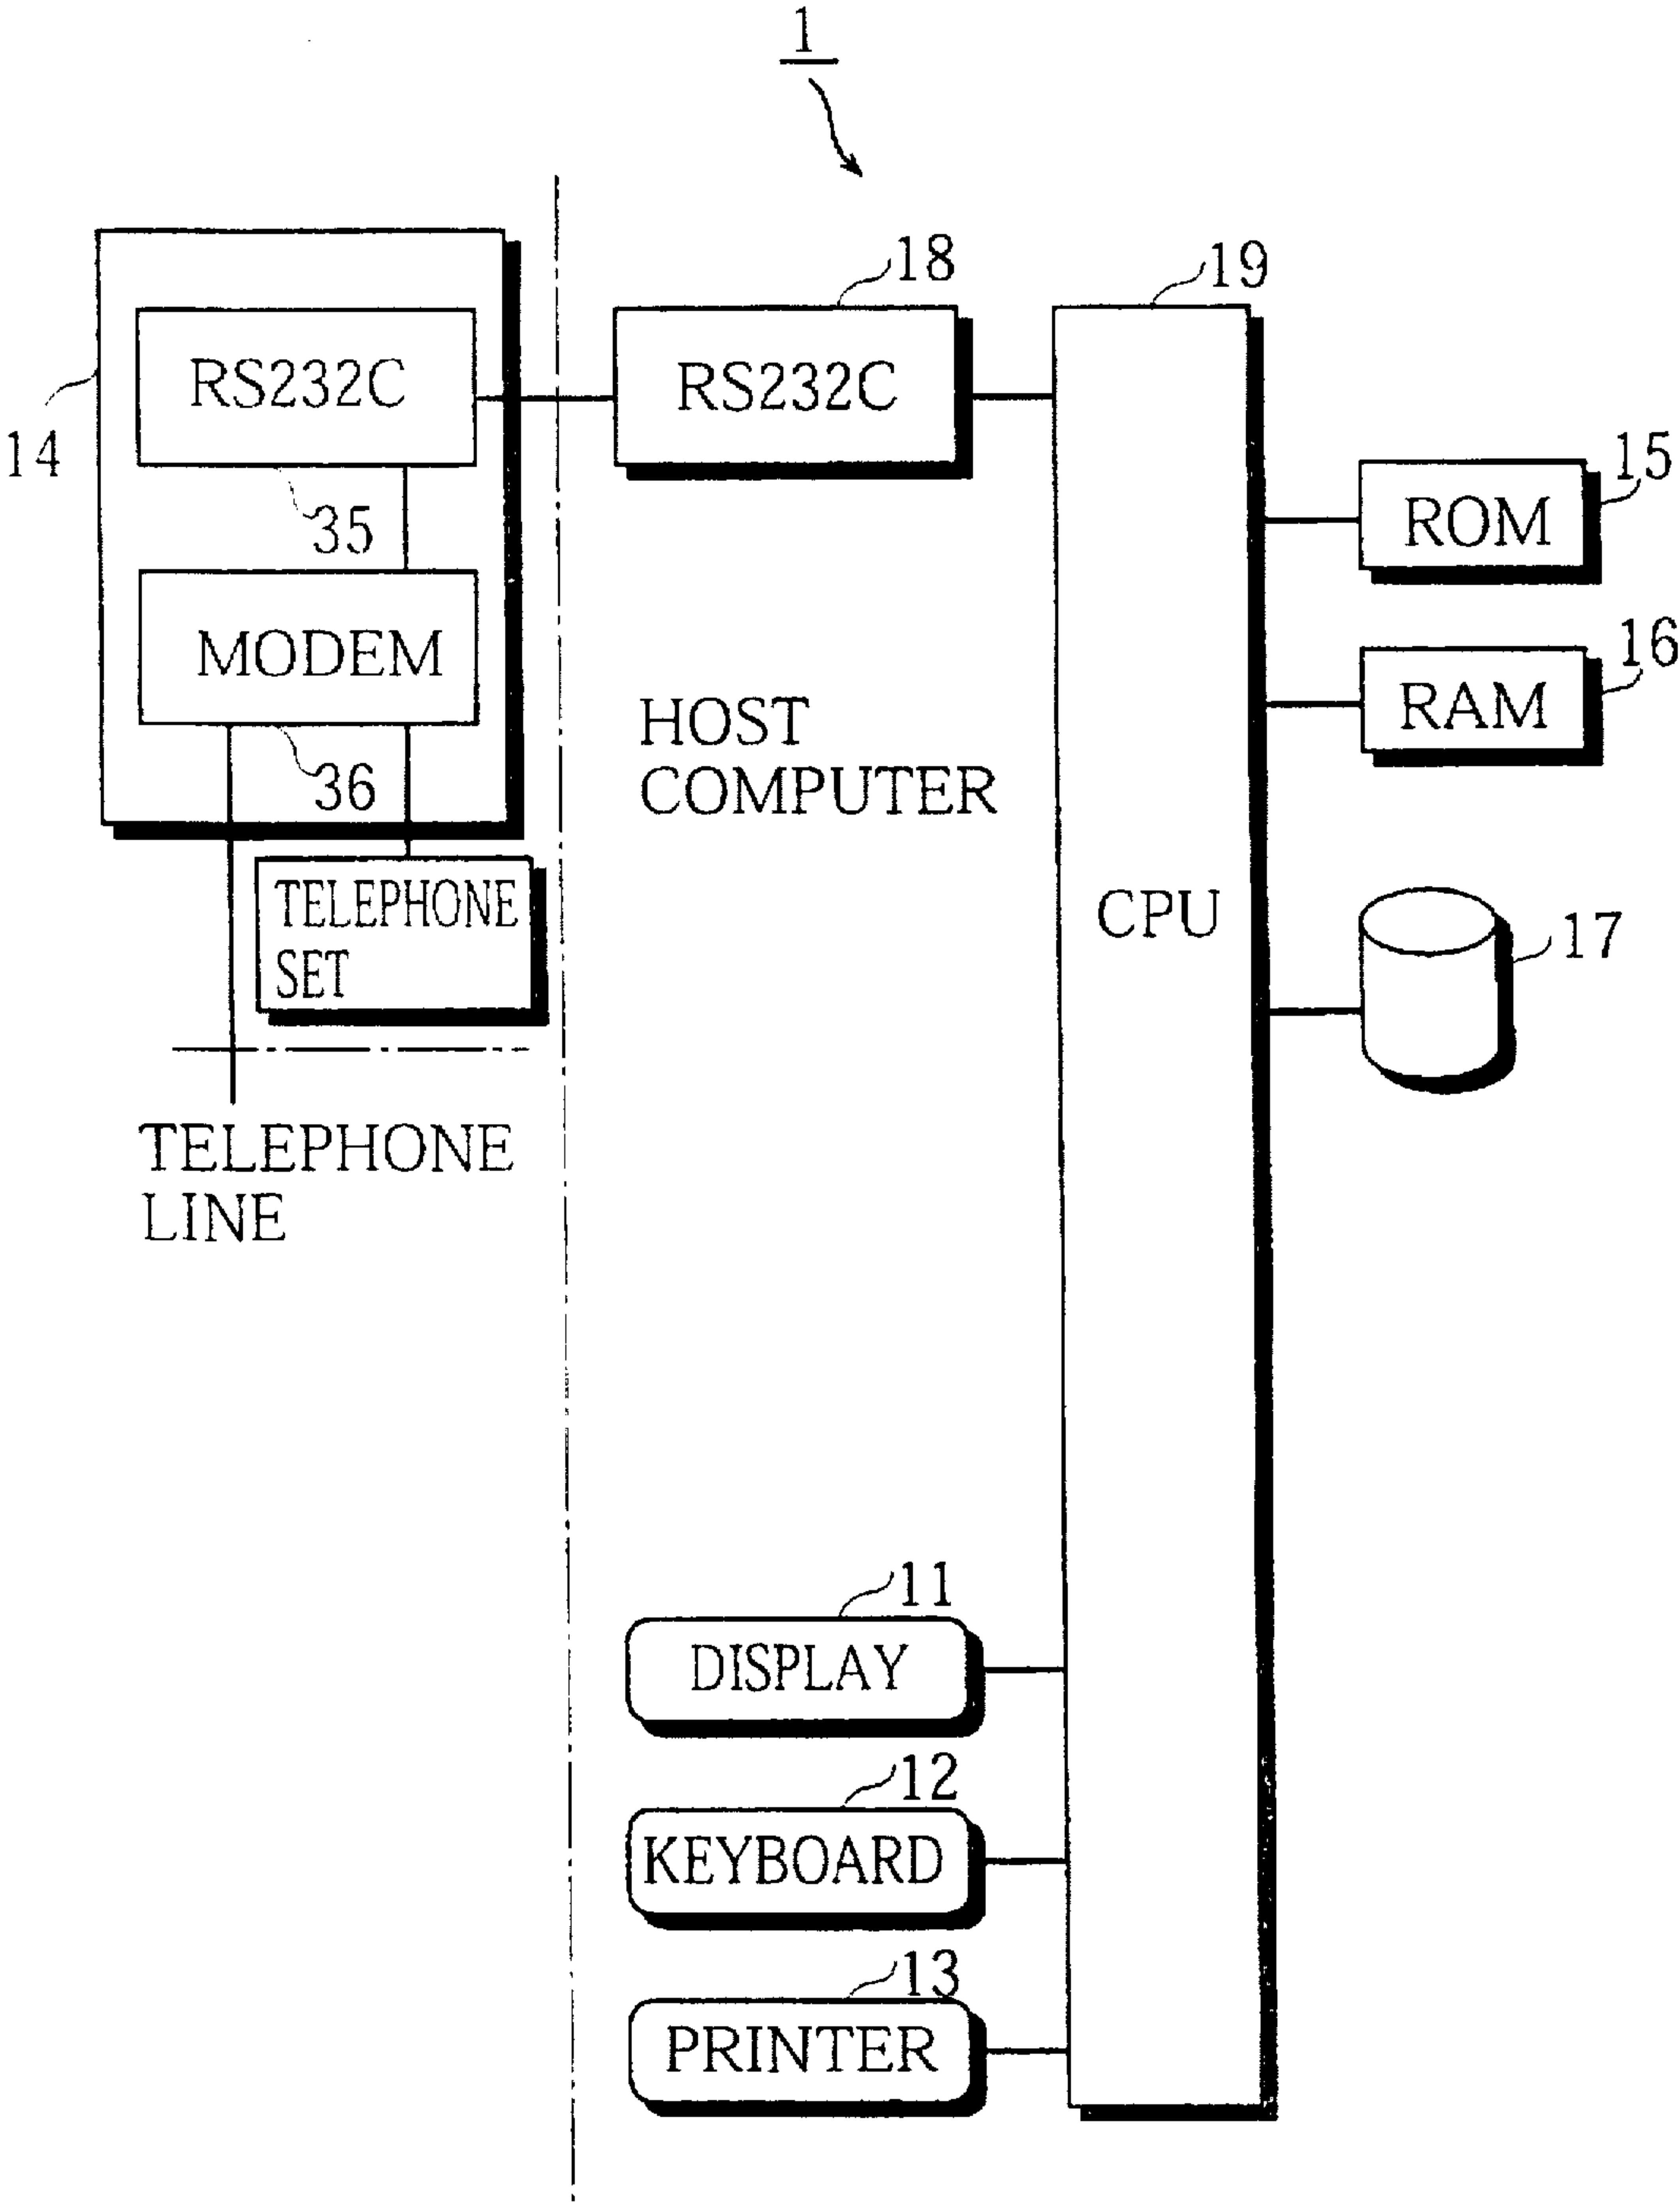 1
18
19
RS232C
RS232C
14
35
15
ROM
MODEM
16
RAM
HOST
COMPUTER
36
TELEPHONE
SET
CPU
17
TELEPHONE
LINE
11
DISPLAY
12
KEYBOARD
13
PRINTER